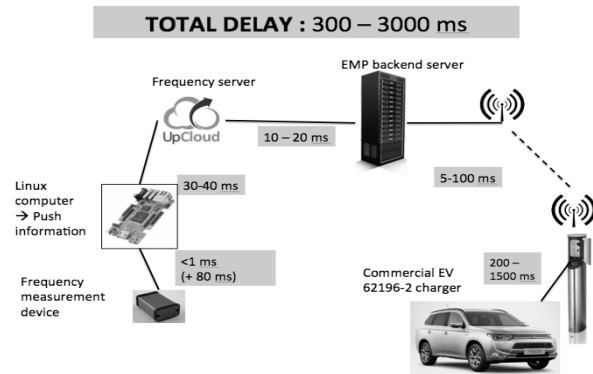 TOTAL DELAY : 300 – 3000 ms
EMP backend server
Frequency server
UpCloud
10 – 20 ms
5-100 ms
Linux
computer
→ Push
information
30-40 ms
<1 ms
(+ 80 ms)
Frequency
measurement
device
Commercial EV
62196-2 charger
200 –
1500 ms